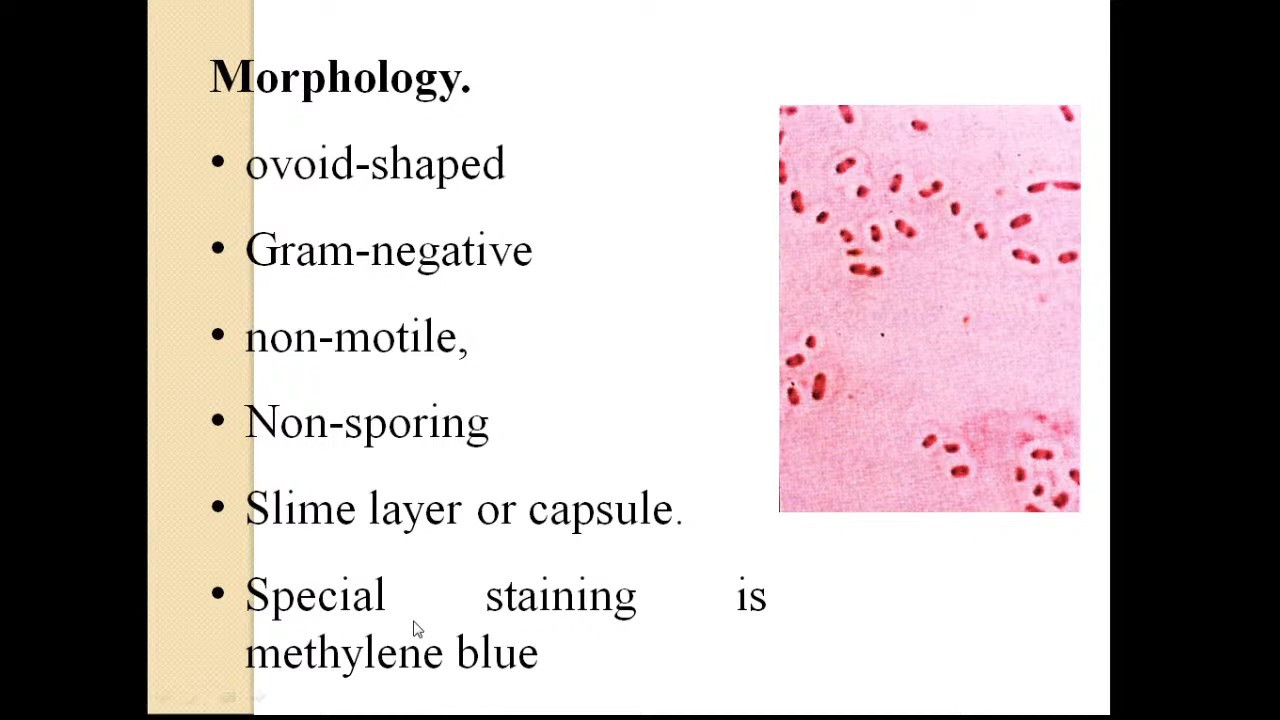 Morphology.
• ovoid-shaped
• Gram-negative
• non-motile,
• Non-sporing
• Slime layer or capsule.
• Special staining is
methylene blue